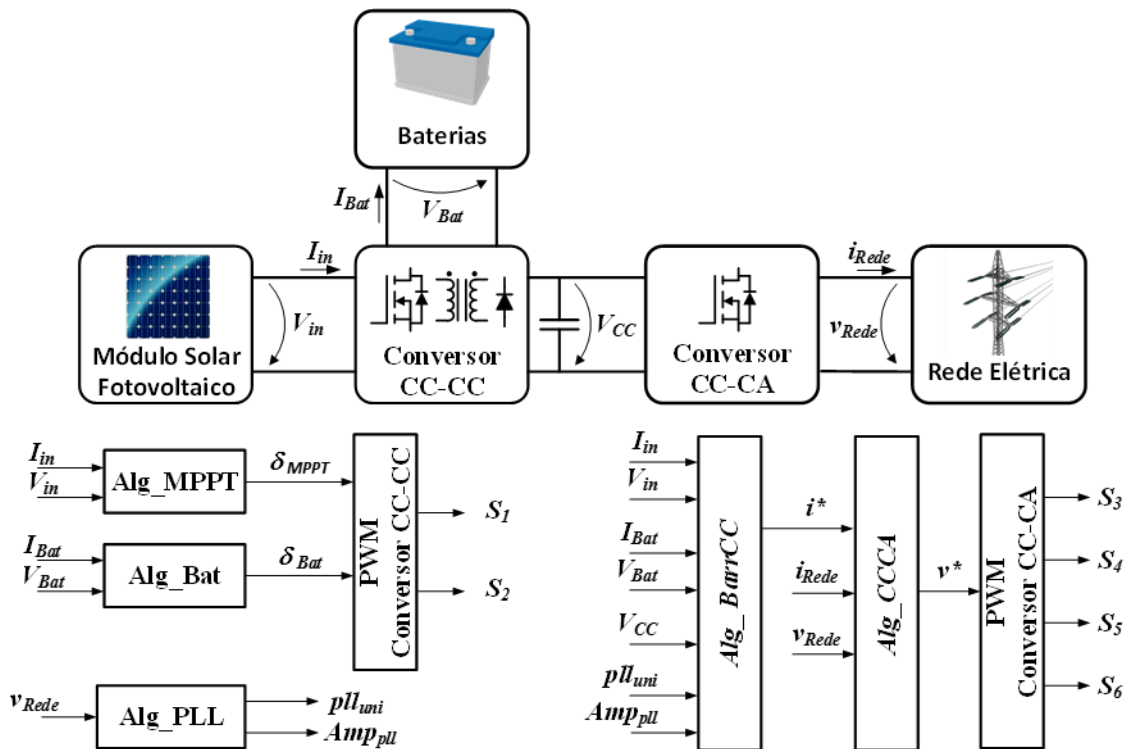 Baterias
I_Bat
V_Bat
I_in
V_in
Módulo Solar
Fotovoltaico
Conversor
CC-CC
V_CC
Conversor
CC-CA
i_Rede
v_Rede
Rede Elétrica
I_in
V_in
Alg_MPPT
δ_MPPT
I_Bat
V_Bat
Alg_Bat
δ_Bat
PWM
Conversor CC-CC
S_1
S_2
v_Rede
Alg_PLL
pll_uni
Amp_pll
I_in
V_in
I_Bat
V_Bat
V_CC
pll_uni
Amp_pll
Alg_BarrCC
i*
i_Rede
v_Rede
Alg_CCCA
v*
PWM
Conversor CC-CA
S_3
S_4
S_5
S_6